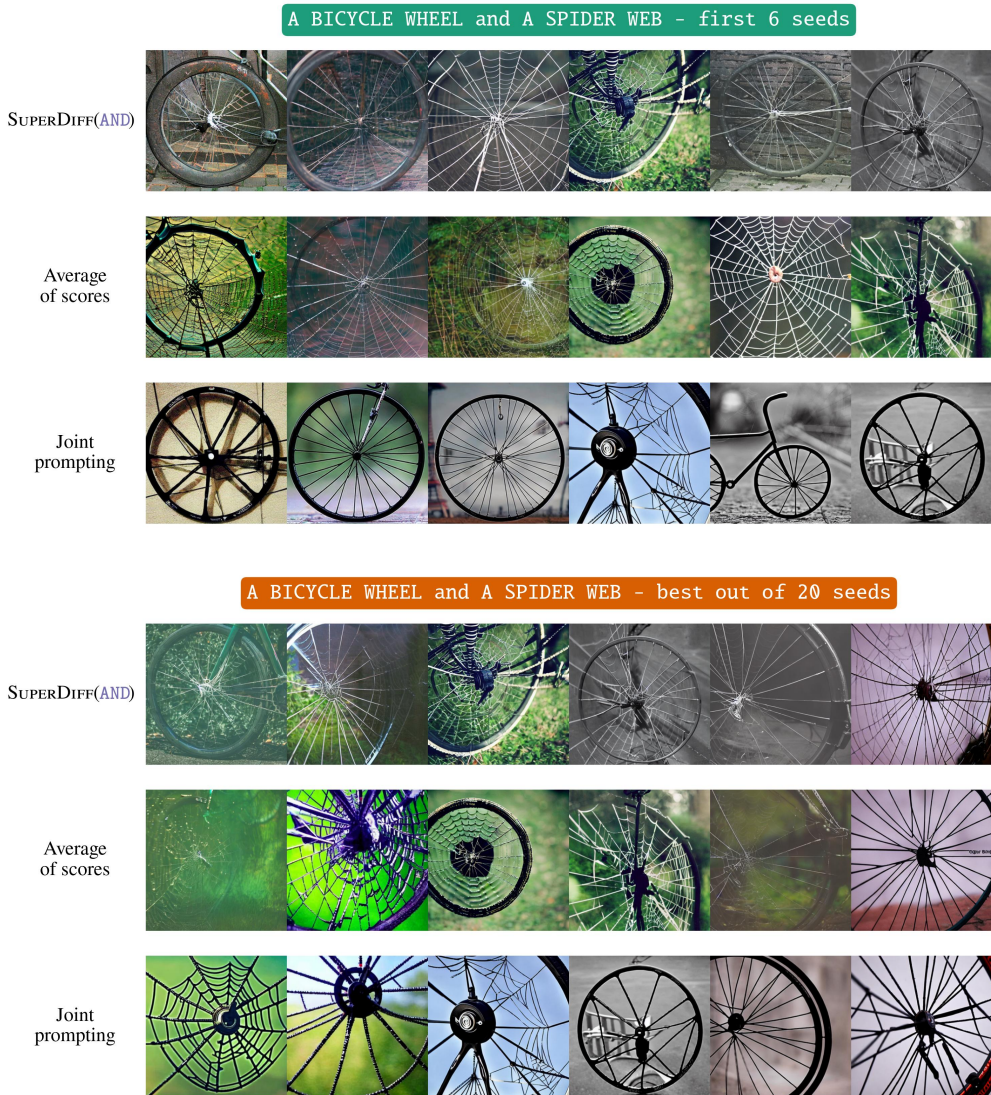 A BICYCLE WHEEL and A SPIDER WEB - first 6 seeds
SUPERDIFF(AND)
Average
of scores
Joint
prompting
A BICYCLE WHEEL and A SPIDER WEB - best out of 20 seeds
SUPERDIFF(AND)
Average
of scores
Joint
prompting